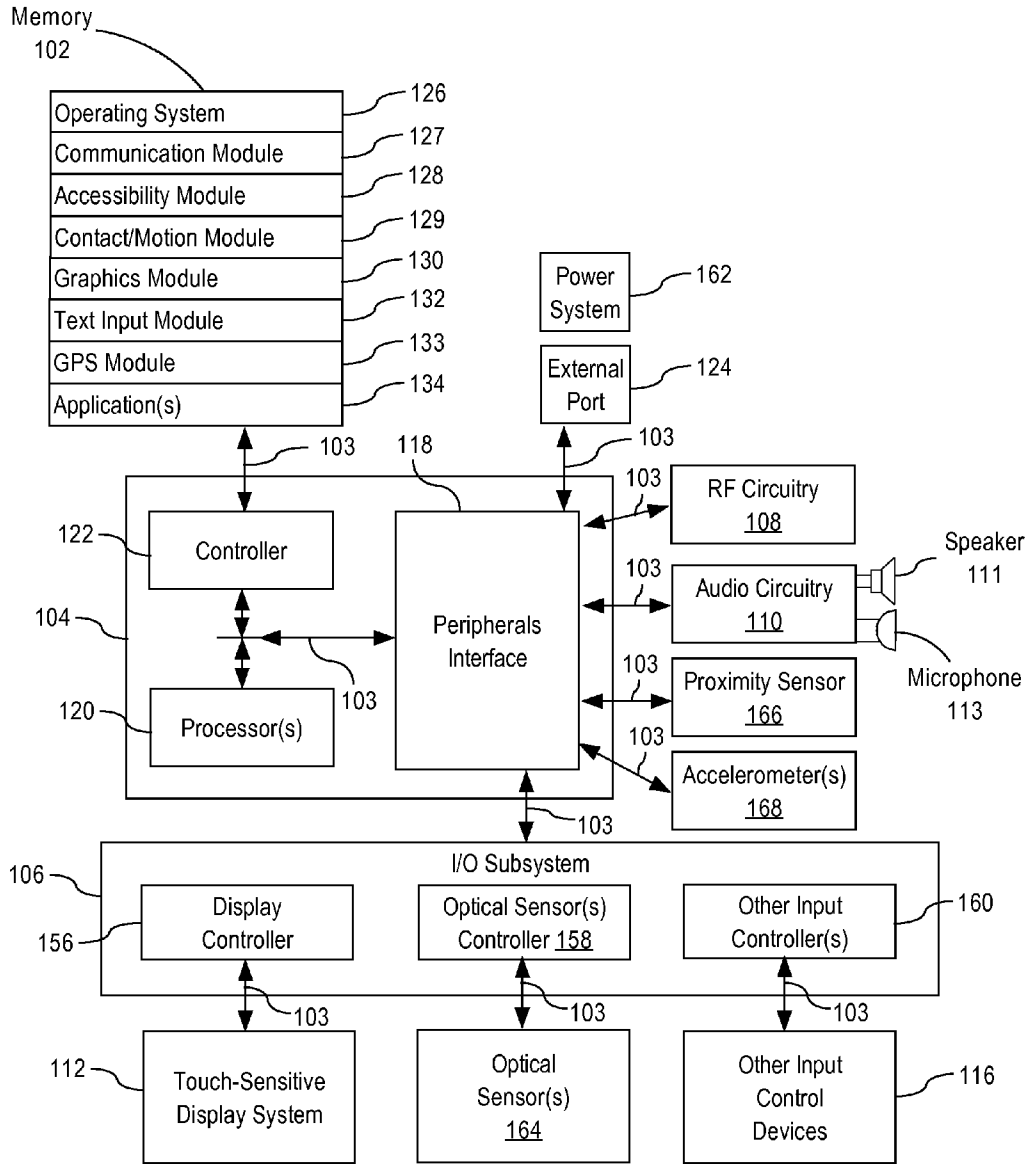 Memory
102
Operating System
126
Communication Module
127
Accessibility Module
128
Contact/Motion Module
129
Graphics Module
130
Text Input Module
132
GPS Module
133
Application(s)
134
Power
System
162
External
Port
124
103
118
103
103
RF Circuitry
108
122
Controller
104
103
Audio Circuitry
110
Speaker
111
Peripherals
Interface
103
120
Processor(s)
103
Proximity Sensor
166
Microphone
113
103
Accelerometer(s)
168
103
106
I/O Subsystem
156
Display
Controller
Optical Sensor(s)
Controller 158
Other Input
Controller(s)
160
103
103
103
112
Touch-Sensitive
Display System
Optical
Sensor(s)
164
Other Input
Control
Devices
116